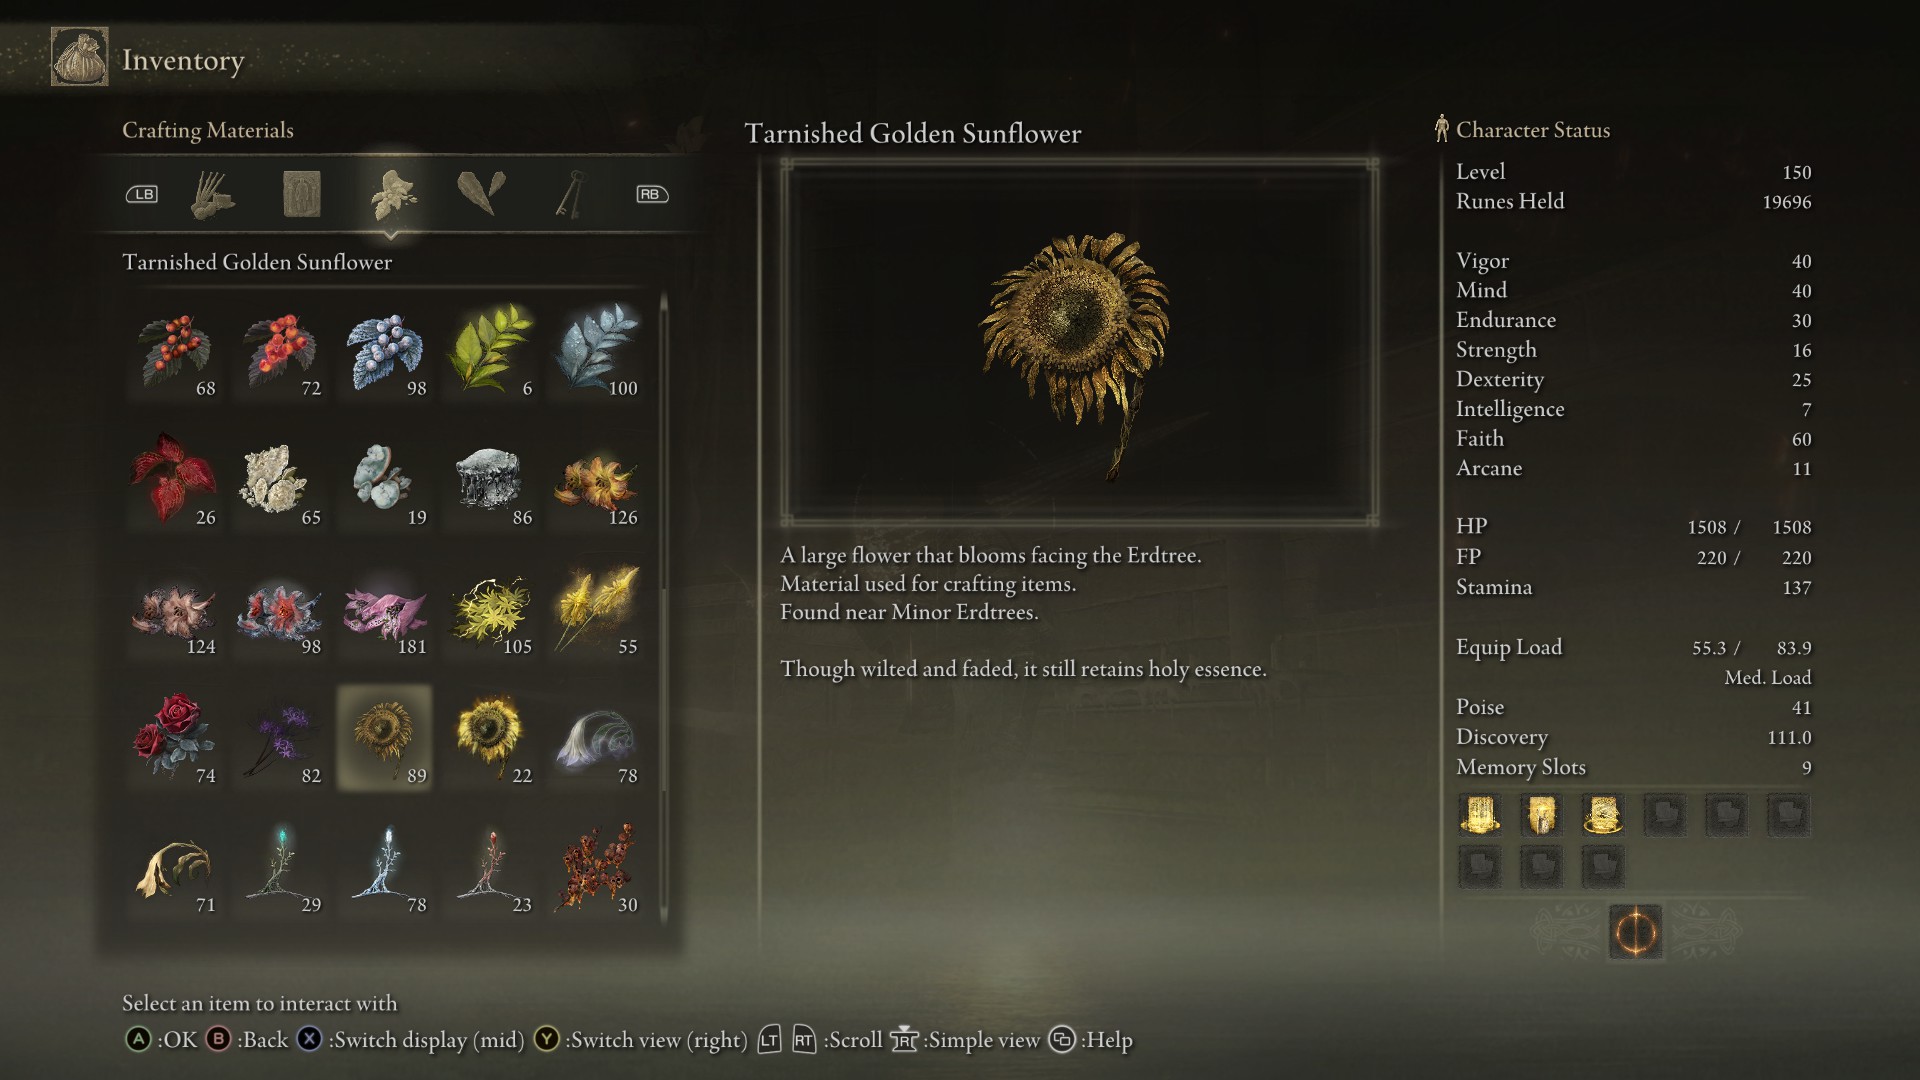 Inventory
Crafting Materials
LB
RB
Tarnished Golden Sunflower
68 72 98 6 100
26 65 19 86 126
124 98 181 105 55
74 82 89 22 78
71 29 78 23 30
Tarnished Golden Sunflower
A large flower that blooms facing the Erdtree.
Material used for crafting items.
Found near Minor Erdtrees.
Though wilted and faded, it still retains holy essence.
Character Status
Level 150
Runes Held 19696
Vigor 40
Mind 40
Endurance 30
Strength 16
Dexterity 25
Intelligence 7
Faith 60
Arcane 11
HP 1508 / 1508
FP 220 / 220
Stamina 137
Equip Load 55.3 / 83.9
Med. Load
Poise 41
Discovery 111.0
Memory Slots 9
Select an item to interact with
A :OK B :Back X :Switch display (mid) Y :Switch view (right) LT RT :Scroll R :Simple view :Help